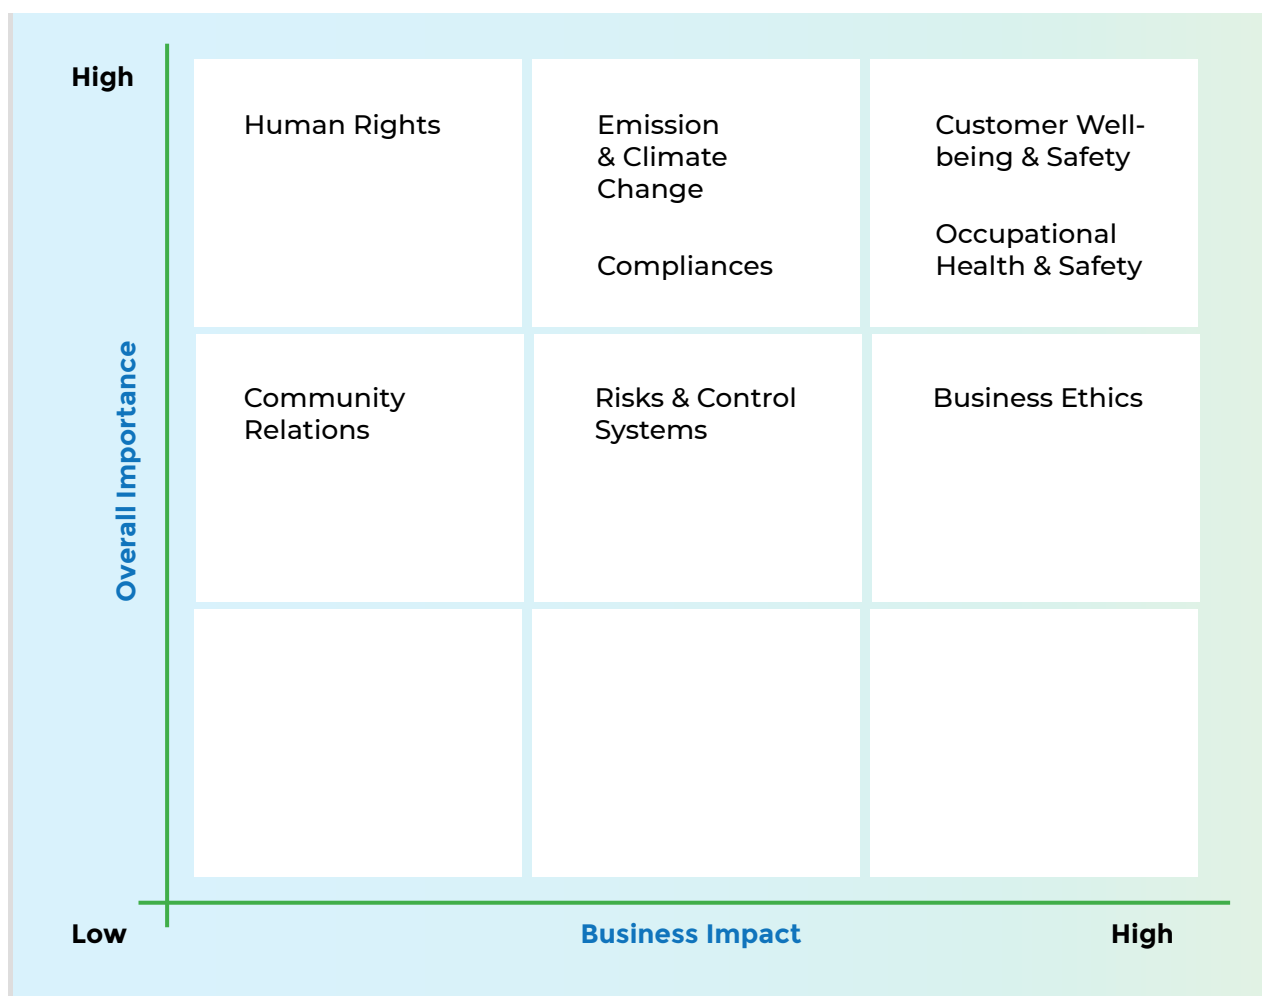 High
Human Rights
Emission
& Climate
Change
Compliances
Customer Well-
being & Safety
Occupational
Health & Safety
Overall Importance
Community
Relations
Risks & Control
Systems
Business Ethics
Low
Business Impact
High